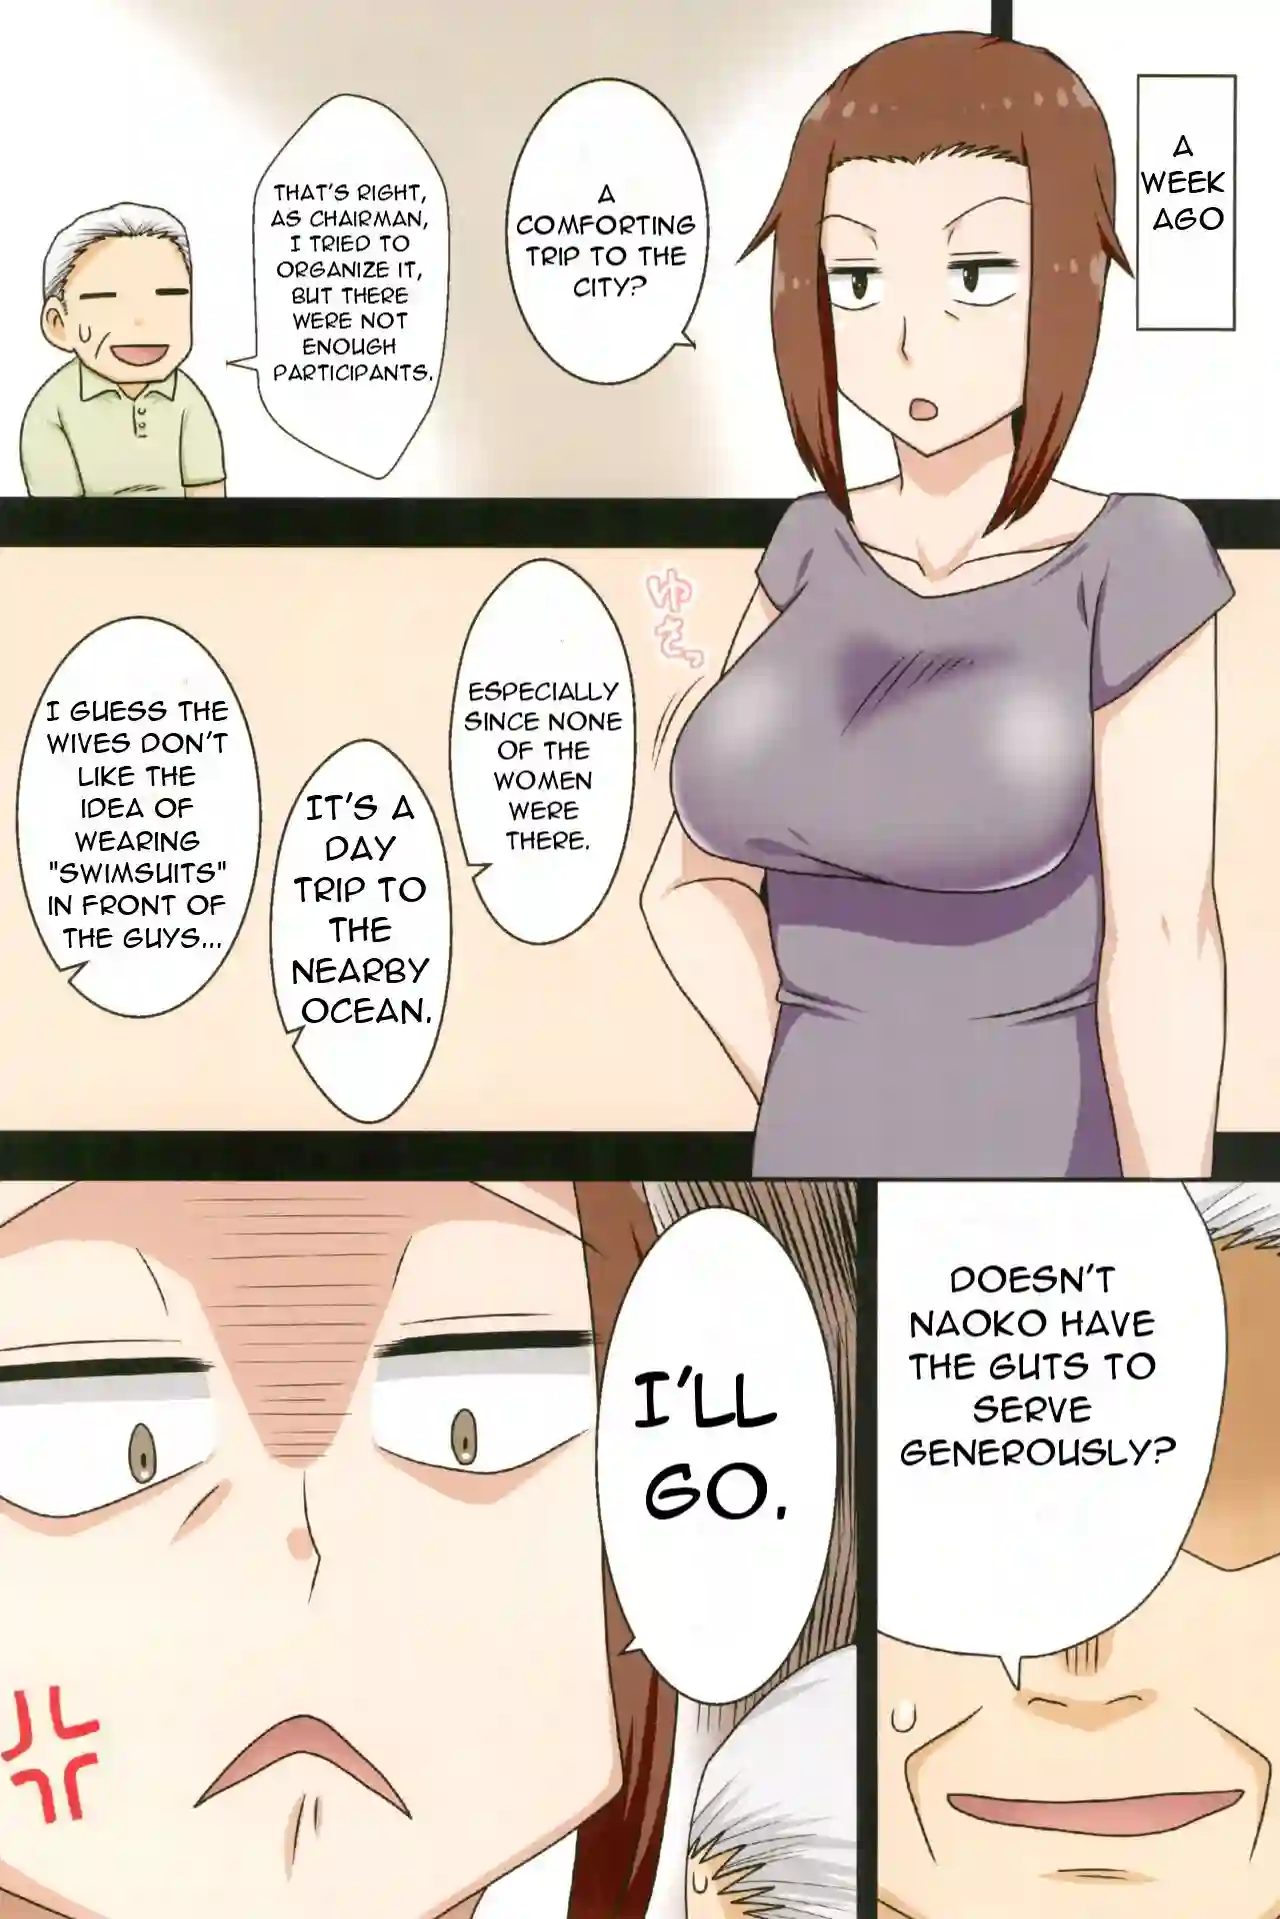 A
WEEK
AGO
A
COMFORTING
TRIP TO THE
CITY?
THAT'S RIGHT,
AS CHAIRMAN,
I TRIED TO
ORGANIZE IT,
BUT THERE
WERE NOT
ENOUGH
PARTICIPANTS.
ゆさっ
ESPECIALLY
SINCE NONE
OF THE
WOMEN
WERE
THERE.
IT'S A
DAY
TRIP TO
THE
NEARBY
OCEAN.
I GUESS THE
WIVES DON'T
LIKE THE
IDEA OF
WEARING
"SWIMSUITS"
IN FRONT OF
THE GUYS...
DOESN'T
NAOKO HAVE
THE GUTS TO
SERVE
GENEROUSLY?
I'LL
GO.